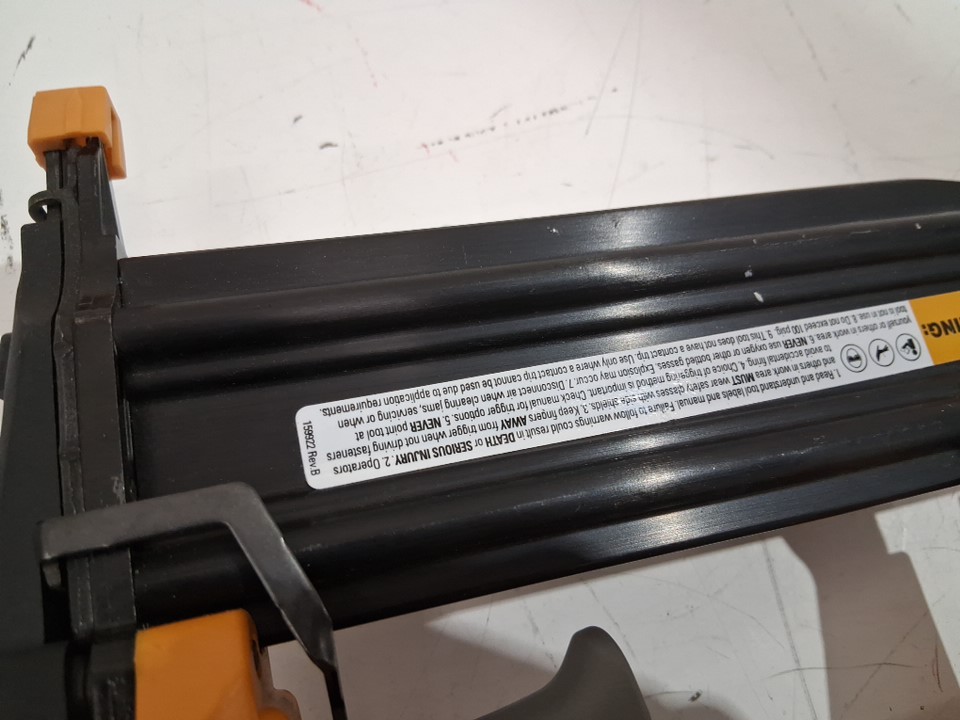 ING:
1. Read and understand tool labels and manual. Failure to follow warnings could result in DEATH or SERIOUS INJURY. 2. Operators
and others in work area MUST wear safety glasses with side shields. 3. Keep fingers AWAY from trigger when not driving fasteners
to avoid accidental firing. 4. Choice of triggering method is important. Check manual for trigger options. 5. NEVER point tool at
yourself or others in work area. 6. NEVER use oxygen or other bottled gasses. Explosion may occur. 7. Disconnect air when clearing jams, servicing or when
tool is not in use. 8. Do not exceed 100 psig. 9. This tool does not have a contact trip. Use only where a contact trip cannot be used due to application requirements.
159922 Rev.B